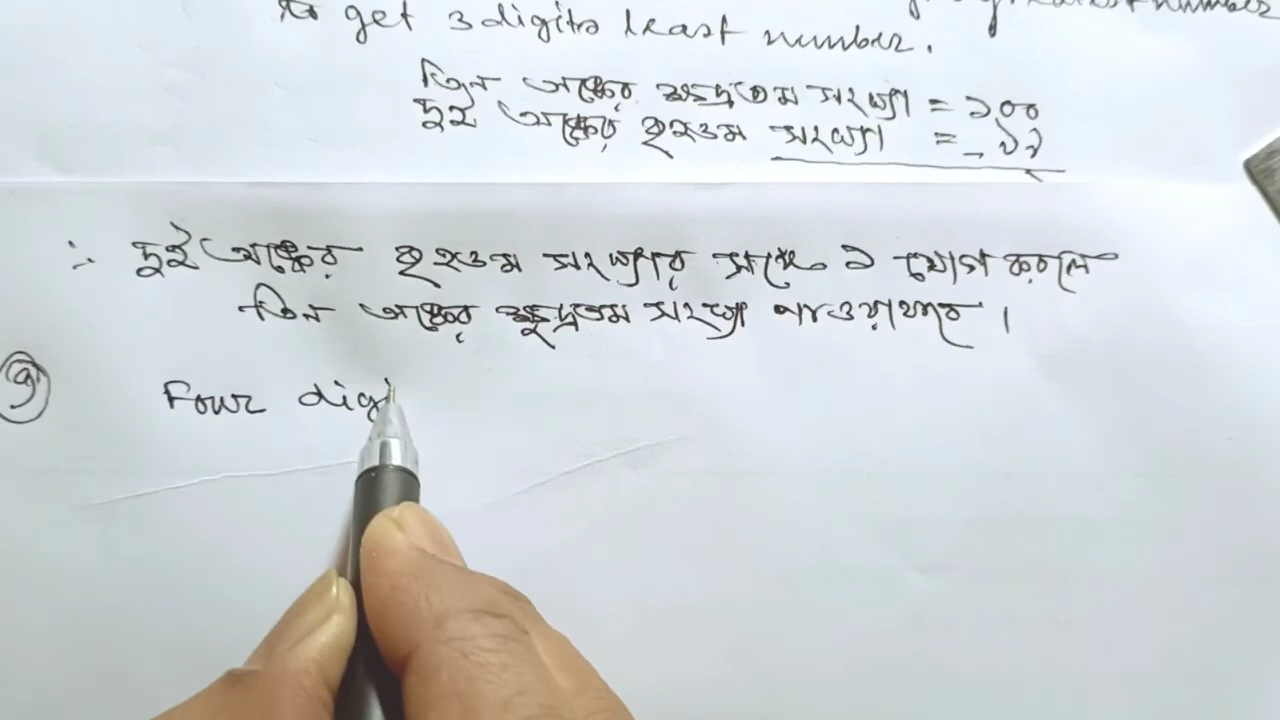 to get 3 digits least number.
তিন অঙ্কের ক্ষুদ্রতম সংখ্যা = ১০০
দুই অঙ্কের বৃহত্তম সংখ্যা = - ৯৯
∴ দুই অঙ্কের বৃহত্তম সংখ্যার সাথে ১ যোগ করলে
তিন অঙ্কের ক্ষুদ্রতম সংখ্যা পাওয়া যাবে।
Four digi